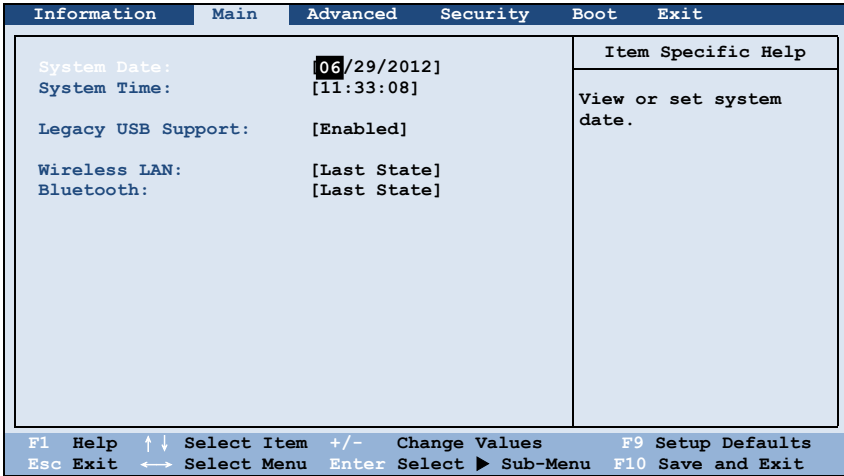 Information Main Advanced Security Boot Exit
System Date: [06/29/2012]
System Time: [11:33:08]
Legacy USB Support: [Enabled]
Wireless LAN: [Last State]
Bluetooth: [Last State]
Item Specific Help
View or set system
date.
F1 Help ↑↓ Select Item +/- Change Values F9 Setup Defaults
Esc Exit ←→ Select Menu Enter Select ▶ Sub-Menu F10 Save and Exit